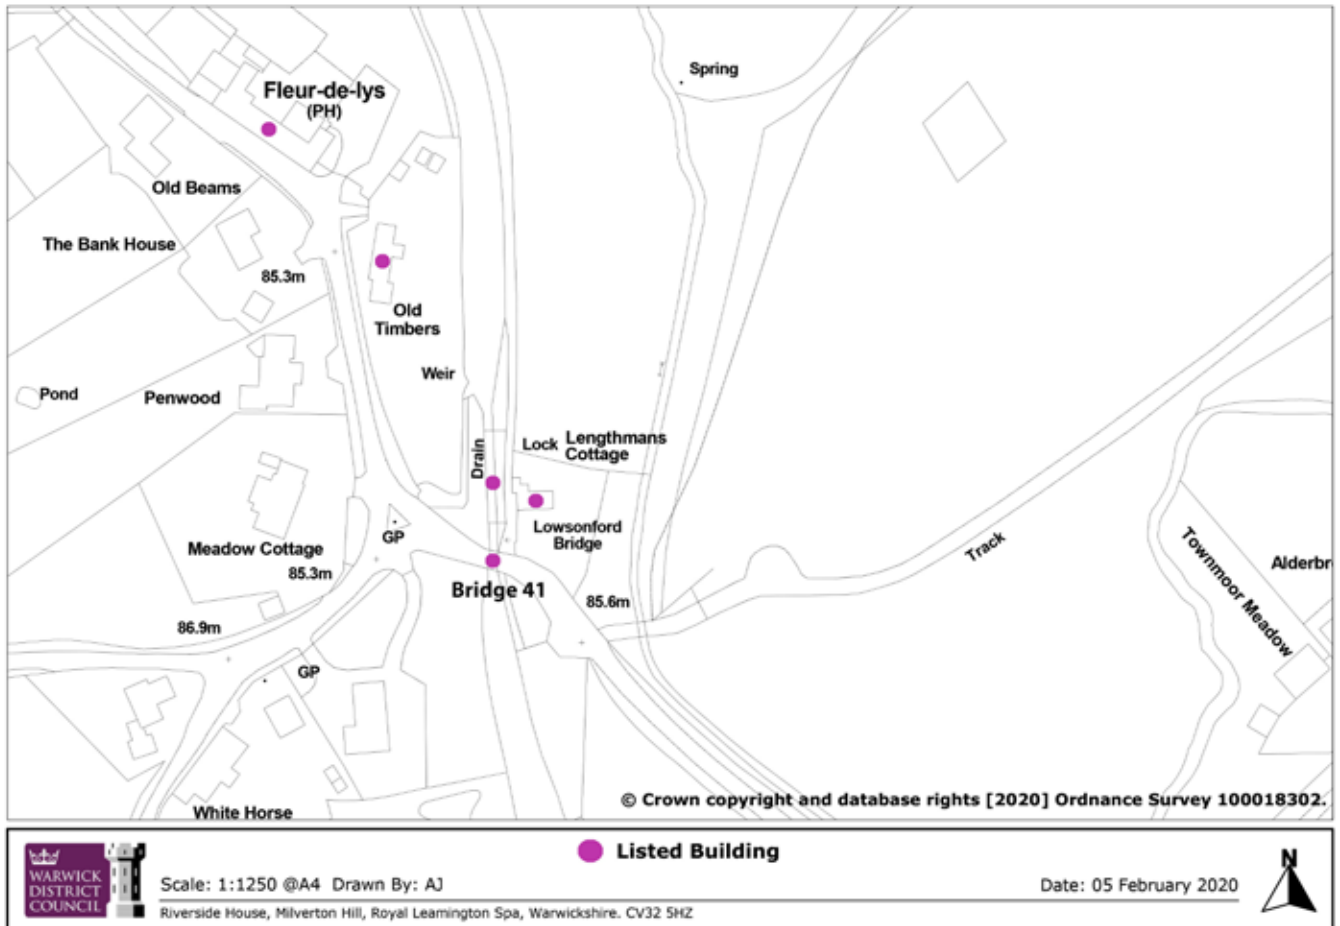 Spring
Fleur-de-lys
(PH)
Old Beams
The Bank House
85.3m
Old
Timbers
Weir
Pond
Penwood
Drain
Lock
Lengthmans
Cottage
Lowsonford
Bridge
GP
Meadow Cottage
85.3m
Track
Townmoor Meadow
Alderbr
Bridge 41
85.6m
86.9m
GP
White Horse
© Crown copyright and database rights [2020] Ordnance Survey 100018302.
Listed Building
N
WARWICK
DISTRICT
COUNCIL
Scale: 1:1250 @A4 Drawn By: AJ
Date: 05 February 2020
Riverside House, Milverton Hill, Royal Leamington Spa, Warwickshire. CV32 5HZ